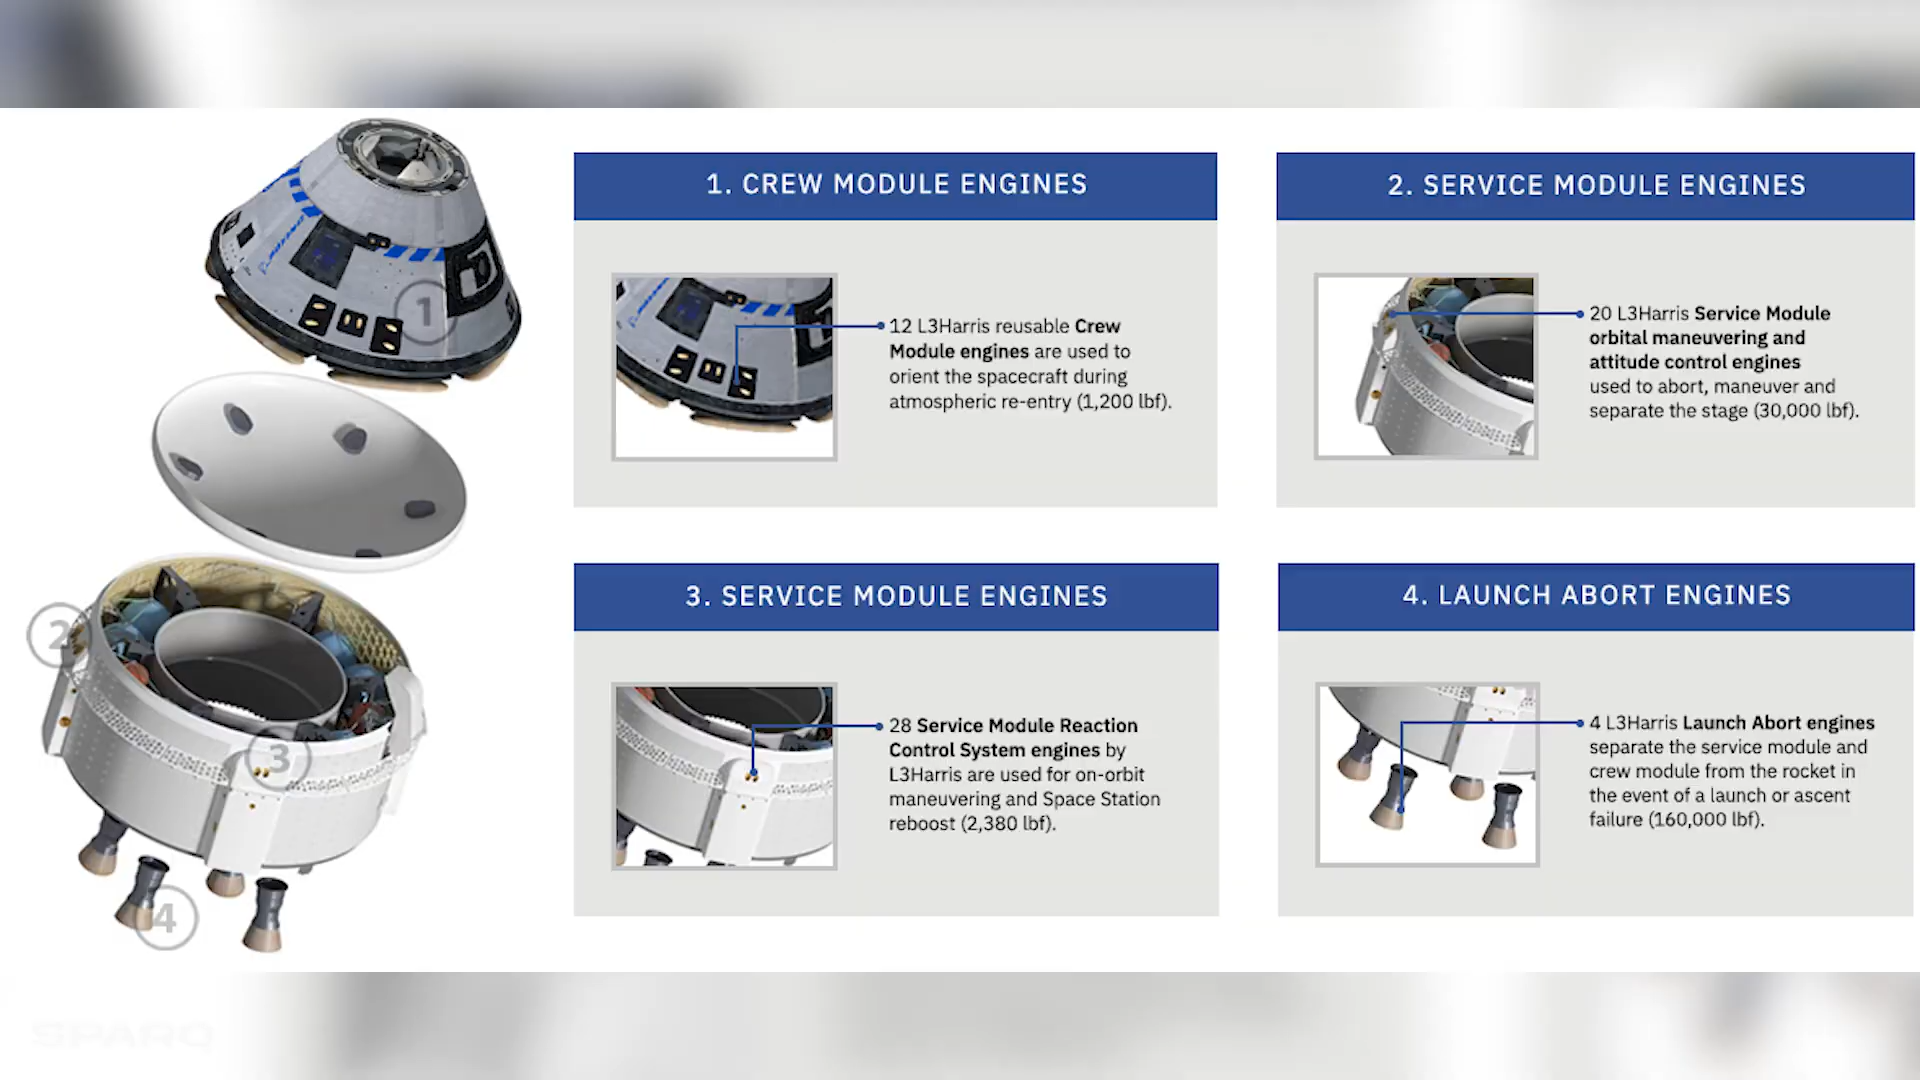 1. CREW MODULE ENGINES
12 L3Harris reusable Crew
Module engines are used to
orient the spacecraft during
atmospheric re-entry (1,200 lbf).
2. SERVICE MODULE ENGINES
20 L3Harris Service Module
orbital maneuvering and
attitude control engines
used to abort, maneuver and
separate the stage (30,000 lbf).
3. SERVICE MODULE ENGINES
28 Service Module Reaction
Control System engines by
L3Harris are used for on-orbit
maneuvering and Space Station
reboost (2,380 lbf).
4. LAUNCH ABORT ENGINES
4 L3Harris Launch Abort engines
separate the service module and
crew module from the rocket in
the event of a launch or ascent
failure (160,000 lbf).
1
2
3
4
SPARQ